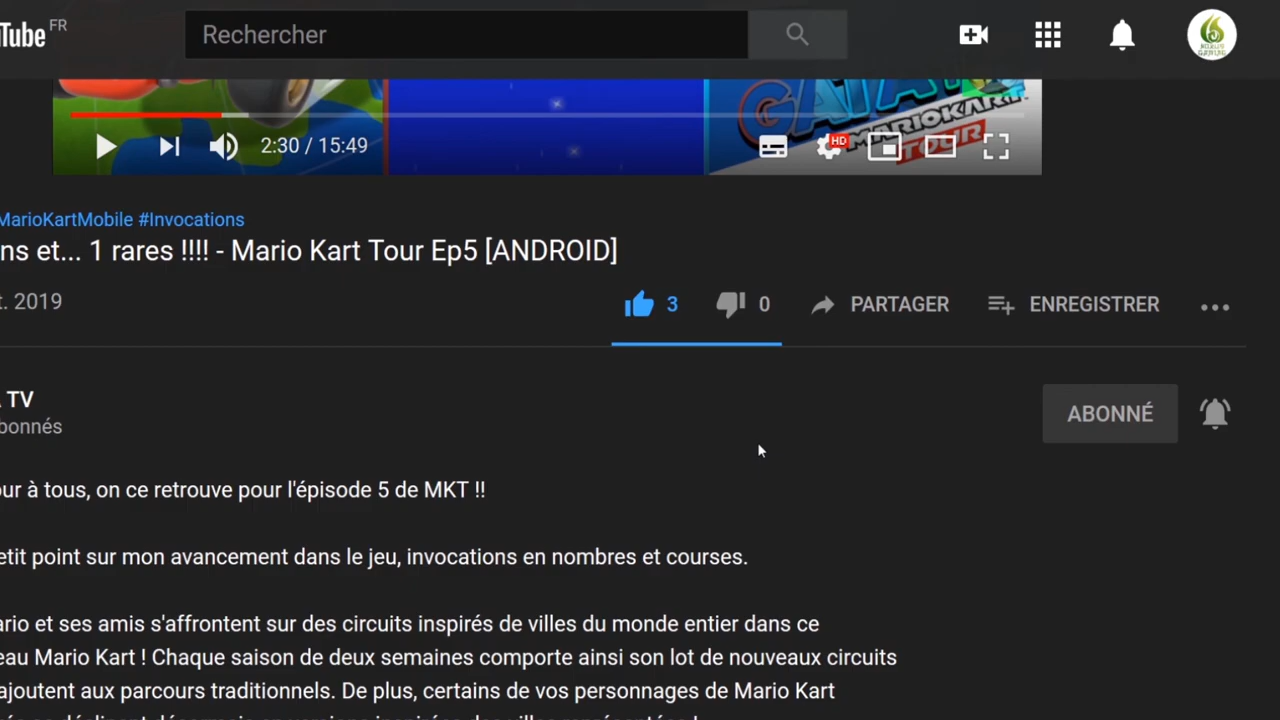 Tube FR
Rechercher
GATA
MARIOKART
TOUR
2:30 / 15:49
HD
MarioKartMobile #Invocations
ns et... 1 rares !!!! - Mario Kart Tour Ep5 [ANDROID]
t. 2019
3
0
PARTAGER
ENREGISTRER
TV
bonnés
ABONNÉ
ur à tous, on ce retrouve pour l'épisode 5 de MKT !!
etit point sur mon avancement dans le jeu, invocations en nombres et courses.
ario et ses amis s'affrontent sur des circuits inspirés de villes du monde entier dans ce
eau Mario Kart ! Chaque saison de deux semaines comporte ainsi son lot de nouveaux circuits
ajoutent aux parcours traditionnels. De plus, certains de vos personnages de Mario Kart